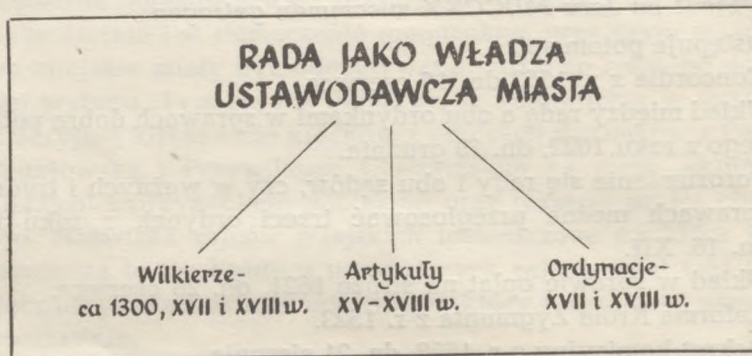 RADA JAKO WŁADZA
USTAWODAWCZA MIASTA
Wilkierze-
ca 1300, XVII i XVIII w.
Artykuły
XV-XVIII w.
Ordynacje-
XVII i XVIII w.